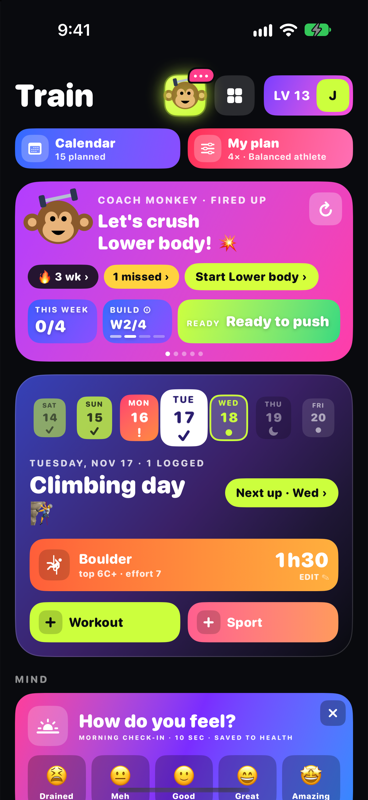 9:41
Train
LV 13 J
Calendar
15 planned
My plan
4× · Balanced athlete
COACH MONKEY · FIRED UP
Let's crush
Lower body! 💥
🔥 3 wk ›
1 missed ›
Start Lower body ›
THIS WEEK
0/4
BUILD
W2/4
READY Ready to push
SAT
14
SUN
15
MON
16
!
TUE
17
WED
18
THU
19
FRI
20
TUESDAY, NOV 17 · 1 LOGGED
Climbing day
Next up · Wed ›
Boulder
top 6C+ · effort 7
1h30
EDIT
+ Workout
+ Sport
MIND
How do you feel?
MORNING CHECK-IN · 10 SEC · SAVED TO HEALTH
Drained
Meh
Good
Great
Amazing